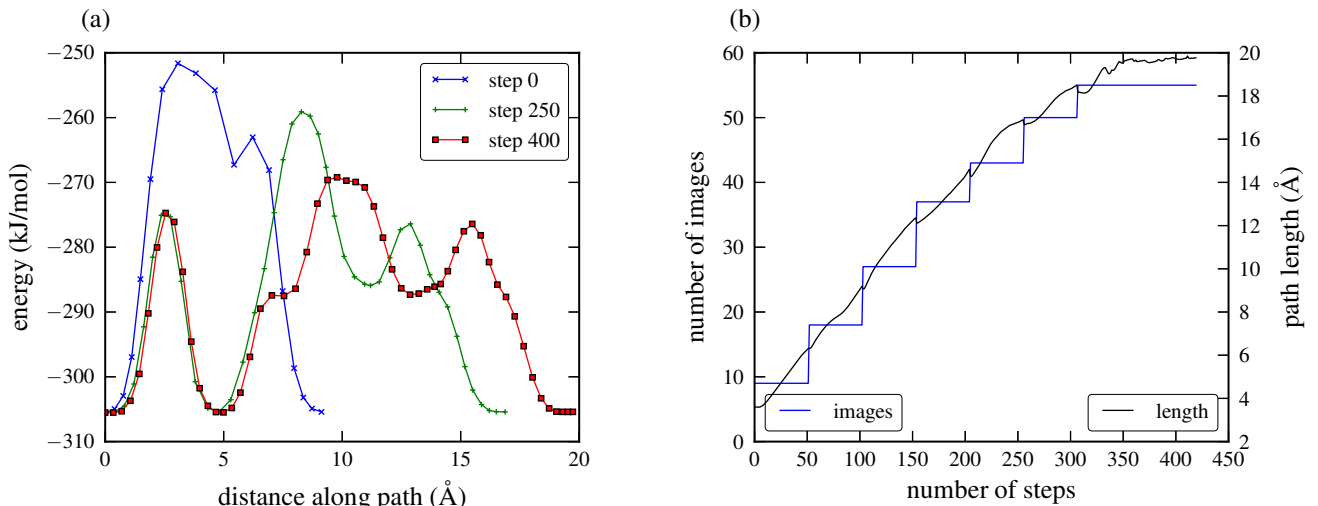 (a)
−250
−260
−270
−280
−290
−300
−310
energy (kJ/mol)
0 5 10 15 20
distance along path (Å)
step 0
step 250
step 400
(b)
60
50
40
30
20
10
0
number of images
0 50 100 150 200 250 300 350 400 450
number of steps
20
18
16
14
12
10
8
6
4
2
path length (Å)
images
length